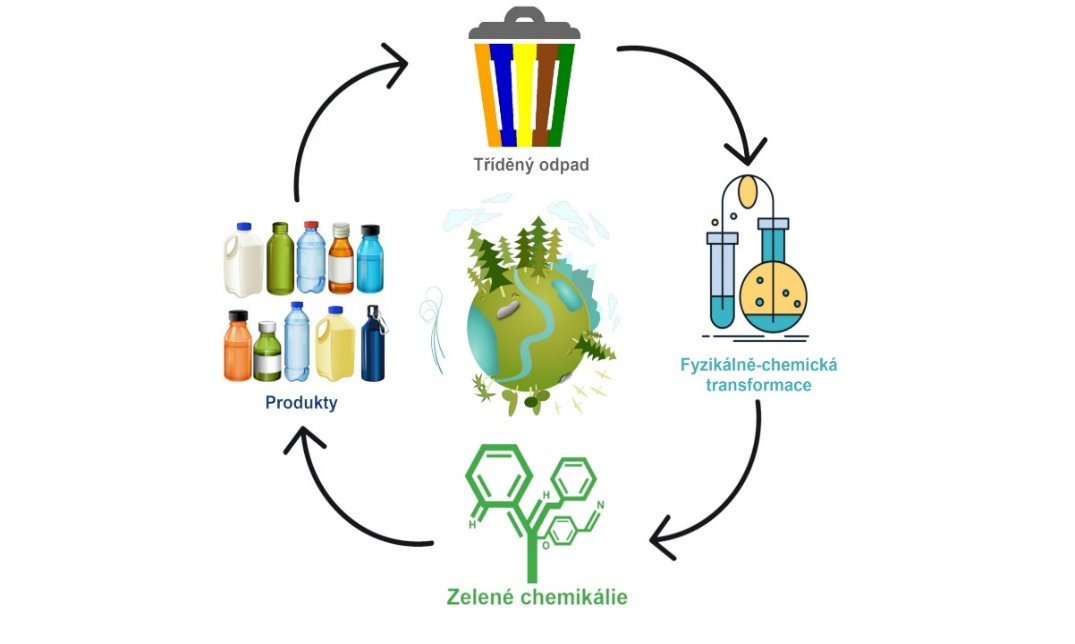 Tříděný odpad
Fyzikálně-chemická
transformace
Produkty
H
H
N
O
Zelené chemikálie